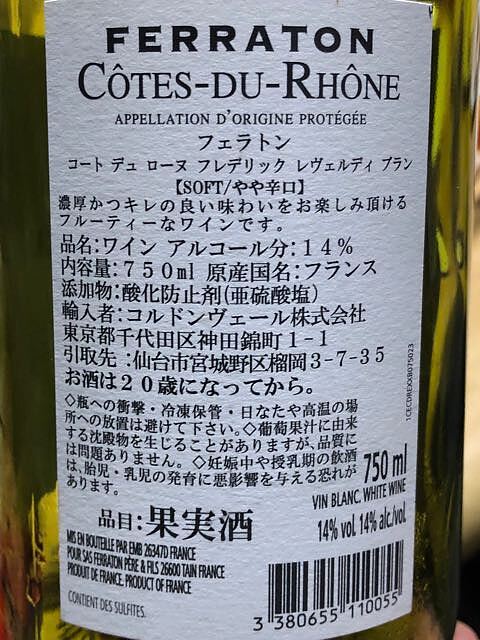 FERRATON
CÔTES-DU-RHÔNE
APPELLATION D'ORIGINE PROTÉGÉE
フェラトン
コート デュ ローヌ フレデリック レヴェルディ ブラン
【SOFT/やや辛口】
濃厚かつキレの良い味わいをお楽しみ頂ける
フルーティーなワインです。
品名:ワイン アルコール分:14%
内容量:750ml 原産国名:フランス
添加物:酸化防止剤(亜硫酸塩)
輸入者:コルドンヴェール株式会社
東京都千代田区神田錦町1-1
引取先:仙台市宮城野区榴岡3-7-35
お酒は20歳になってから。
◇瓶への衝撃・冷凍保管・日なたや高温の場
所への放置は避けて下さい。◇葡萄果汁に由来
する沈殿物を生じることがありますが、品質に
は問題ありません。◇妊娠中や授乳期の飲酒
は、胎児・乳児の発育に悪影響を与える恐れが
あります。
750 ml
VIN BLANC. WHITE WINE
14% vol. 14% alc./vol.
品目:果実酒
MIS EN BOUTEILLE PAR EMB 26347D FRANCE
POUR SAS FERRATON PÈRE & FILS 26600 TAIN FRANCE
PRODUIT DE FRANCE. PRODUCT OF FRANCE
CONTIENT DES SULFITES.
3 380655 110055